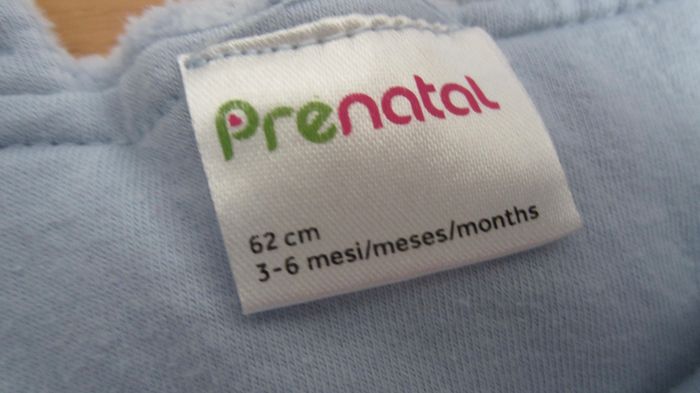 Prenatal
62 cm
3-6 mesi/meses/months